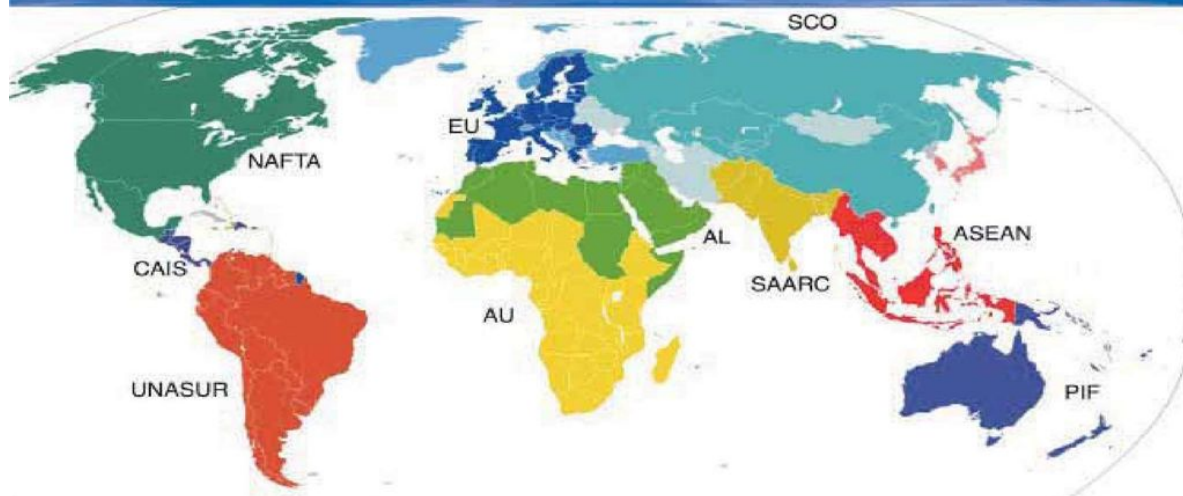 SCO
EU
NAFTA
AL
ASEAN
CAIS
SAARC
AU
UNASUR
PIF